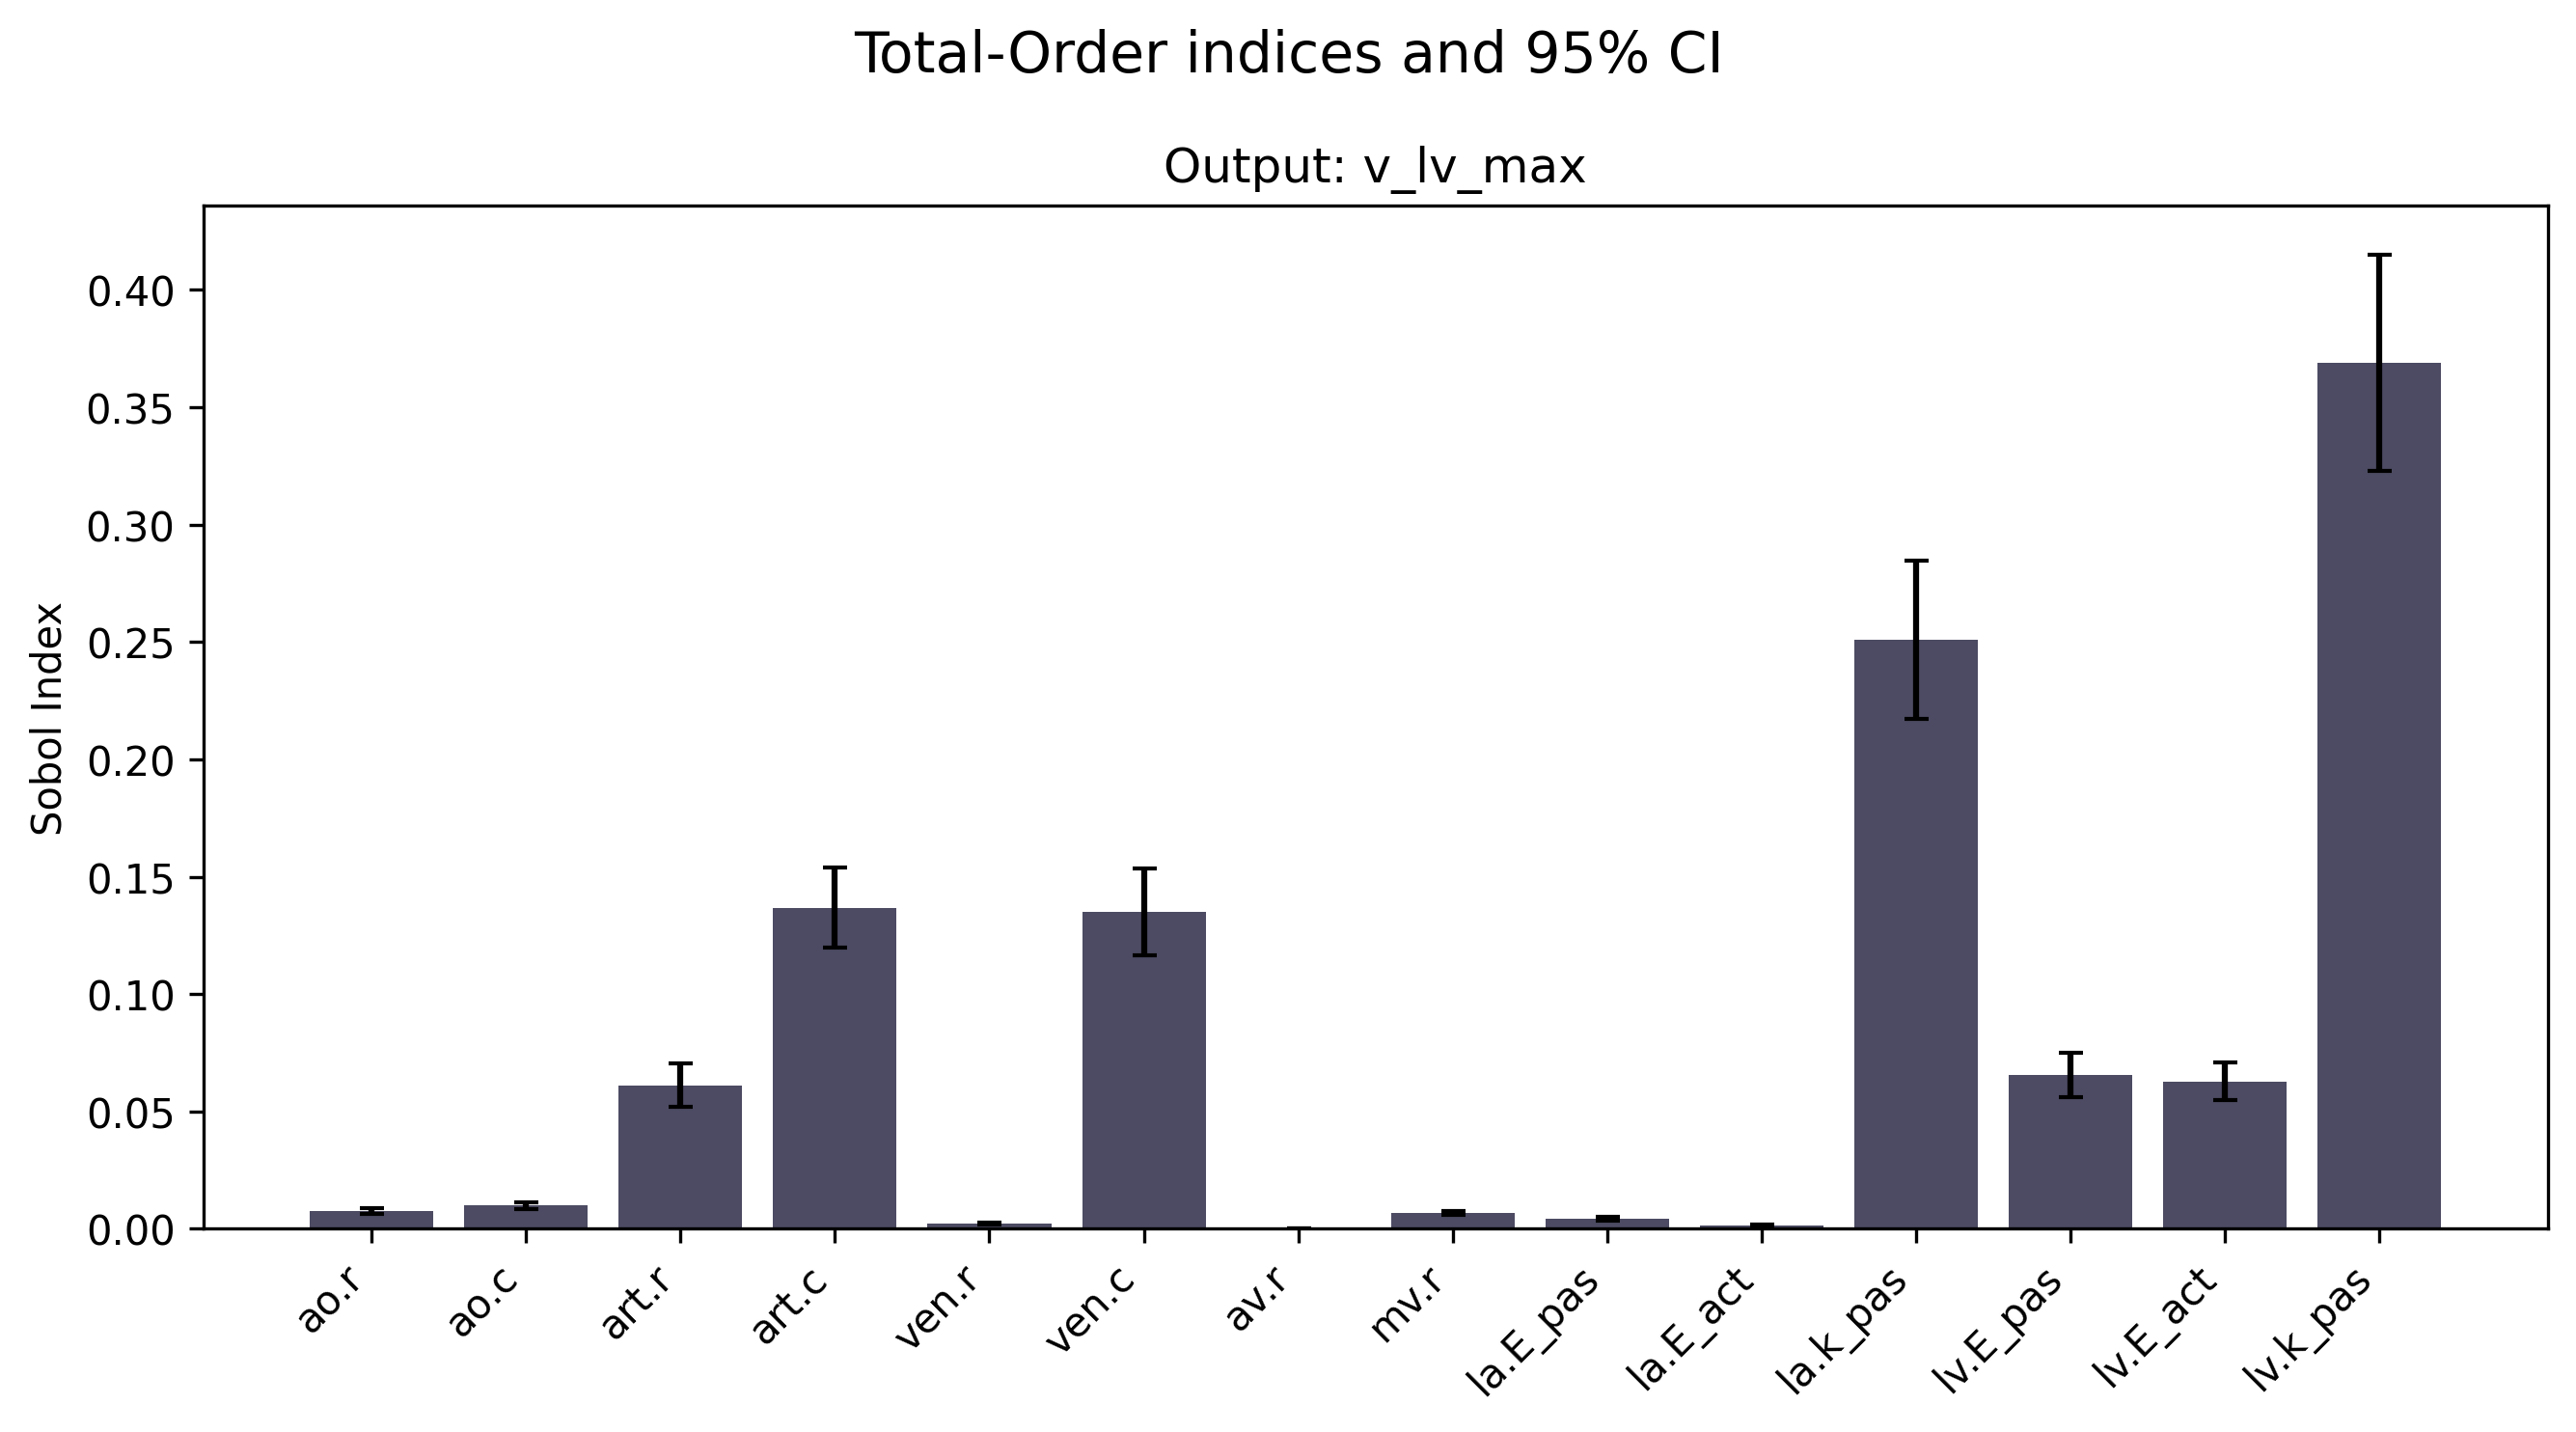 Total-Order indices and 95% CI
Output: v_lv_max
Sobol Index
0.40
0.35
0.30
0.25
0.20
0.15
0.10
0.05
0.00
ao.r
ao.c
art.r
art.c
ven.r
ven.c
av.r
mv.r
la.E_pas
la.E_act
la.k_pas
lv.E_pas
lv.E_act
lv.k_pas